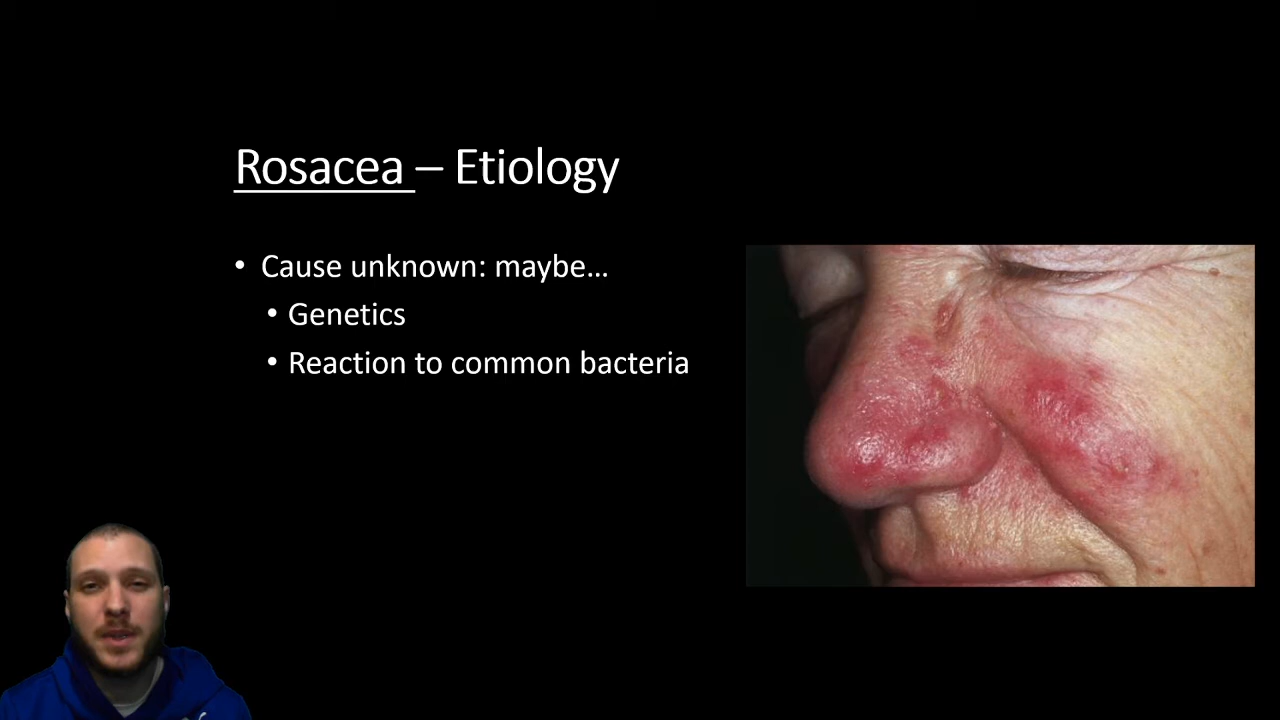 Rosacea – Etiology
• Cause unknown: maybe...
• Genetics
• Reaction to common bacteria